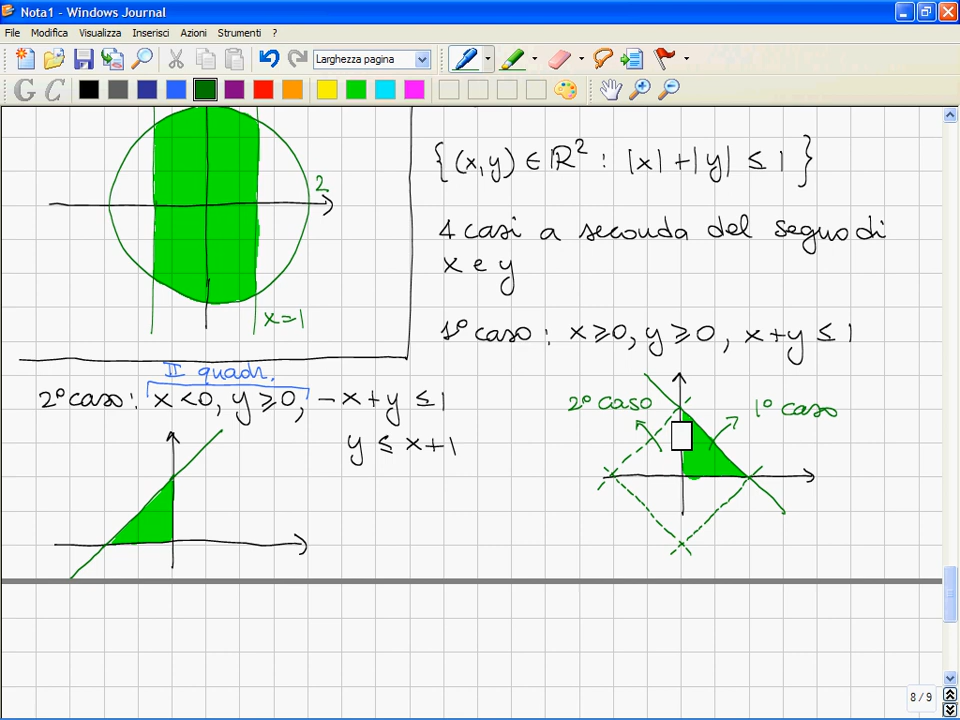 Nota1 - Windows Journal
File Modifica Visualizza Inserisci Azioni Strumenti ?
Larghezza pagina
G C
2
x=1
{(x,y) ∈ ℝ² : |x|+|y| ≤ 1}
4 casi a seconda del segno di
x e y
1° caso: x≥0, y≥0, x+y ≤ 1
II quadr.
2° caso: x<0, y≥0, -x+y ≤ 1
y ≤ x+1
2° caso
1° caso
8 / 9